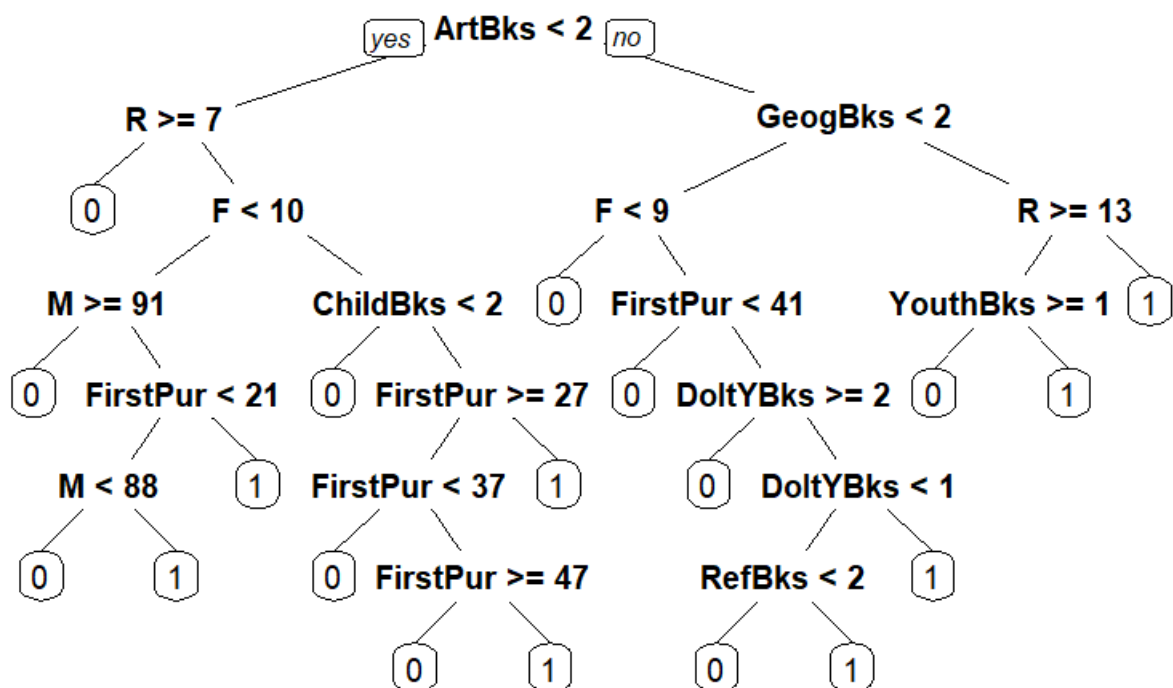 yes ArtBks < 2 no
R >= 7 GeogBks < 2
0 F < 10 F < 9 R >= 13
M >= 91 ChildBks < 2 0 FirstPur < 41 YouthBks >= 1 1
0 FirstPur < 21 0 FirstPur >= 27 0 DoItYBks >= 2 0 1
M < 88 1 FirstPur < 37 1 0 DoItYBks < 1
0 1 0 FirstPur >= 47 RefBks < 2 1
0 1 0 1